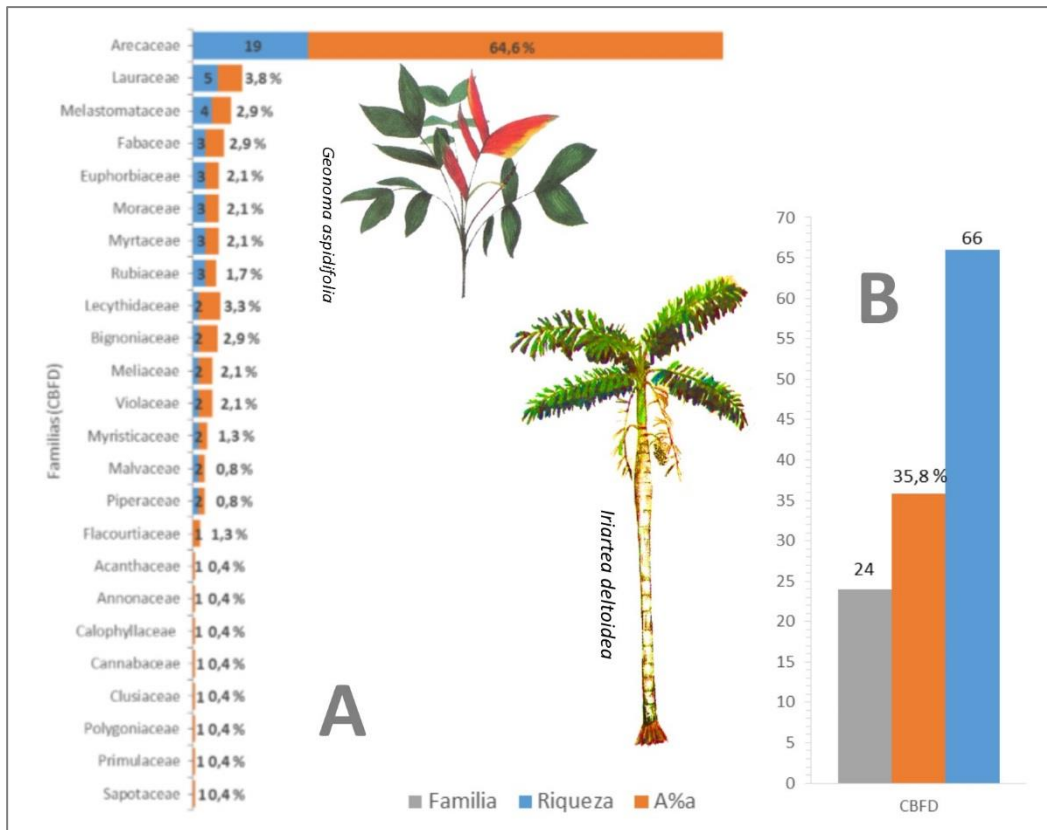 Familias (CBFD)
Arecaceae 19 64,6 %
Lauraceae 5 3,8 %
Melastomataceae 4 2,9 %
Fabaceae 3 2,9 %
Euphorbiaceae 3 2,1 %
Moraceae 3 2,1 %
Myrtaceae 3 2,1 %
Rubiaceae 3 1,7 %
Lecythidaceae 2 3,3 %
Bignoniaceae 2 2,9 %
Meliaceae 2 2,1 %
Violaceae 2 2,1 %
Myristicaceae 2 1,3 %
Malvaceae 2 0,8 %
Piperaceae 2 0,8 %
Flacourtiaceae 1 1,3 %
Acanthaceae 1 0,4 %
Annonaceae 1 0,4 %
Calophyllaceae 1 0,4 %
Cannabaceae 1 0,4 %
Clusiaceae 1 0,4 %
Polygoniaceae 1 0,4 %
Primulaceae 1 0,4 %
Sapotaceae 1 0,4 %
Geonoma aspidifolia
Iriartea deltoidea
A
B
70
65
60
55
50
45
40
35
30
25
20
15
10
5
0
24
35,8 %
66
CBFD
Familia Riqueza A%a